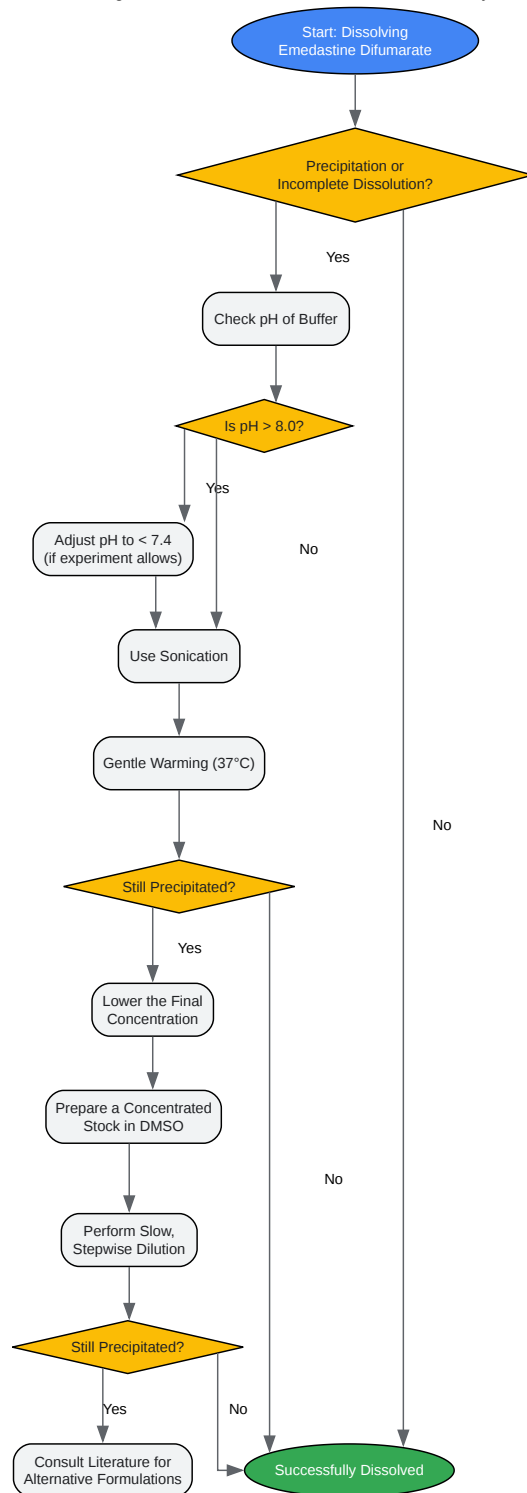 Start: Dissolving
Emedastine Difumarate
Precipitation or
Incomplete Dissolution?
Yes
Check pH of Buffer
Is pH > 8.0?
Yes
Adjust pH to < 7.4
(if experiment allows)
No
Use Sonication
Gentle Warming (37°C)
No
Still Precipitated?
Yes
Lower the Final
Concentration
Prepare a Concentrated
Stock in DMSO
No
Perform Slow,
Stepwise Dilution
Still Precipitated?
Yes
No
Consult Literature for
Alternative Formulations
Successfully Dissolved